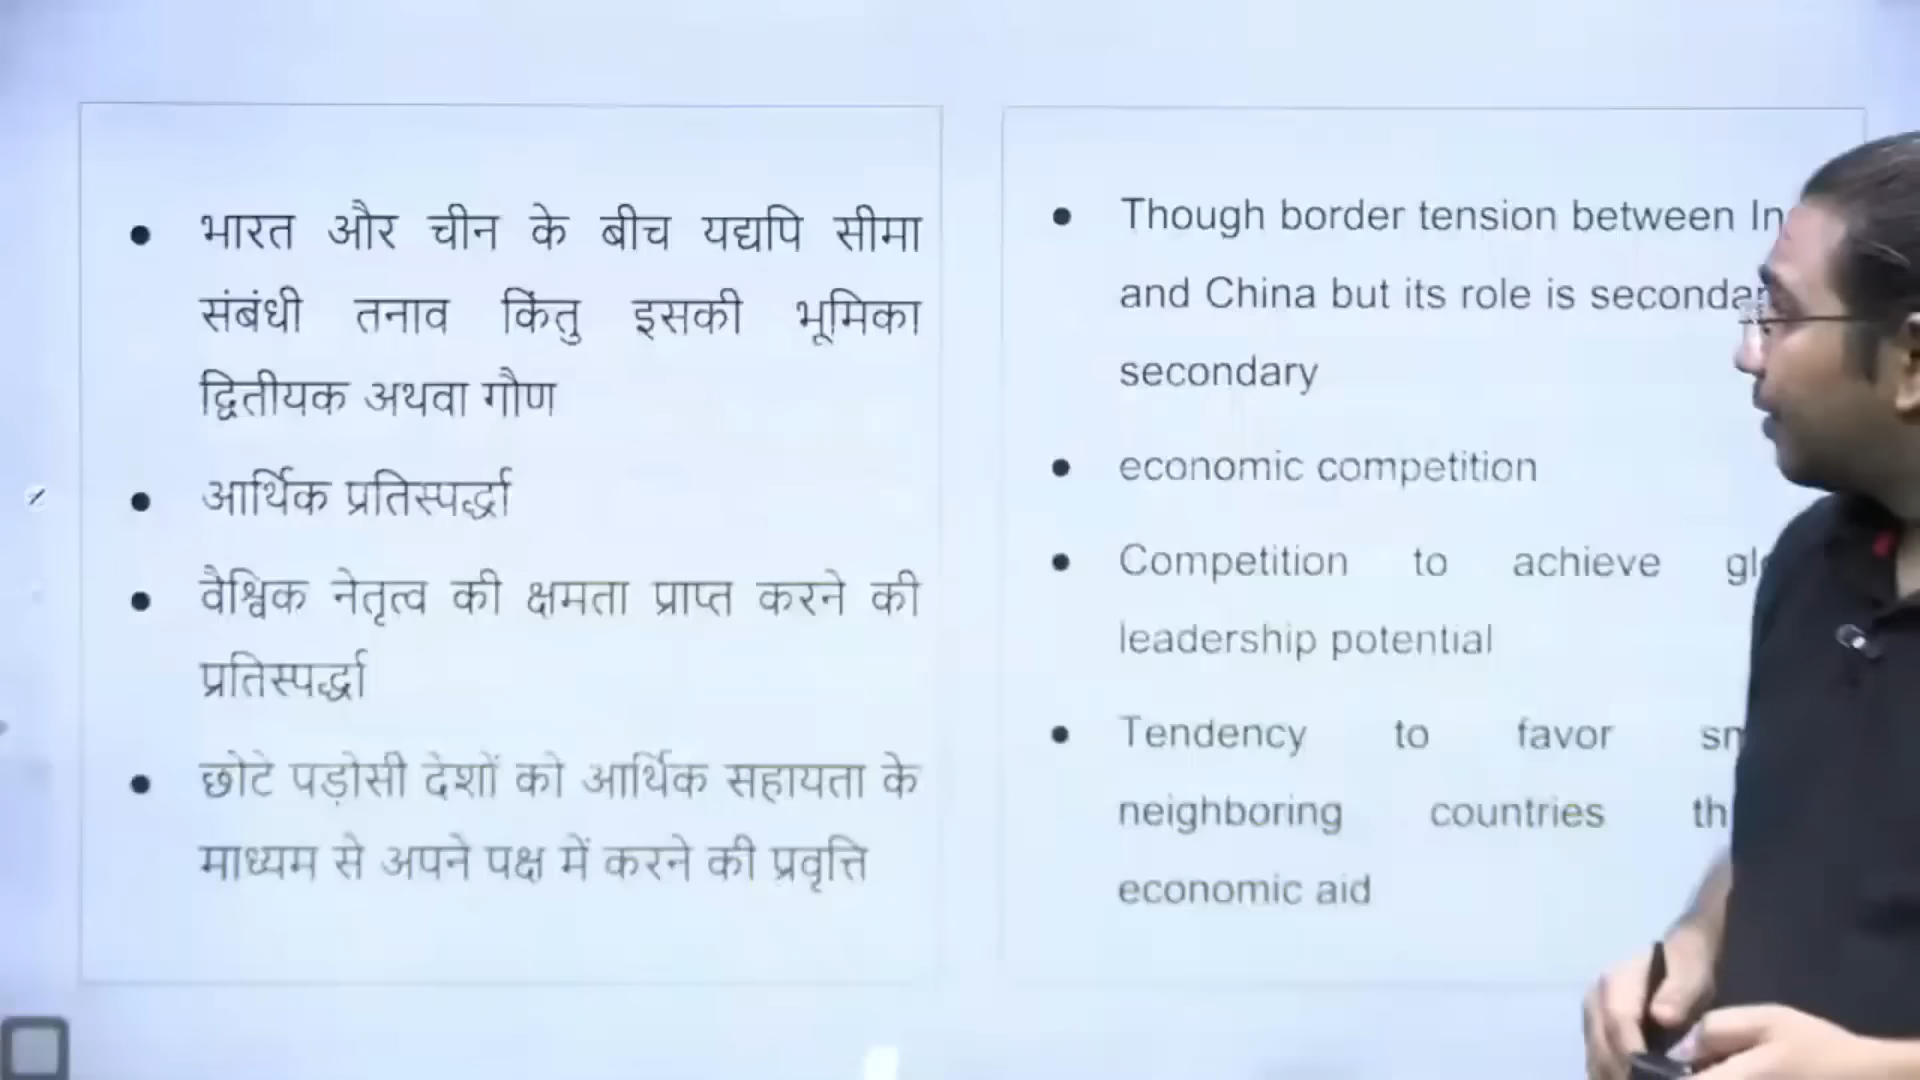 भारत और चीन के बीच यद्यपि सीमा
संबंधी तनाव किंतु इसकी भूमिका
द्वितीयक अथवा गौण
आर्थिक प्रतिस्पर्द्धा
वैश्विक नेतृत्व की क्षमता प्राप्त करने की
प्रतिस्पर्द्धा
छोटे पड़ोसी देशों को आर्थिक सहायता के
माध्यम से अपने पक्ष में करने की प्रवृत्ति
Though border tension between
and China but its role is
secondary
economic competition
Competition to achieve
leadership potential
Tendency to favor
neighboring countries
economic aid